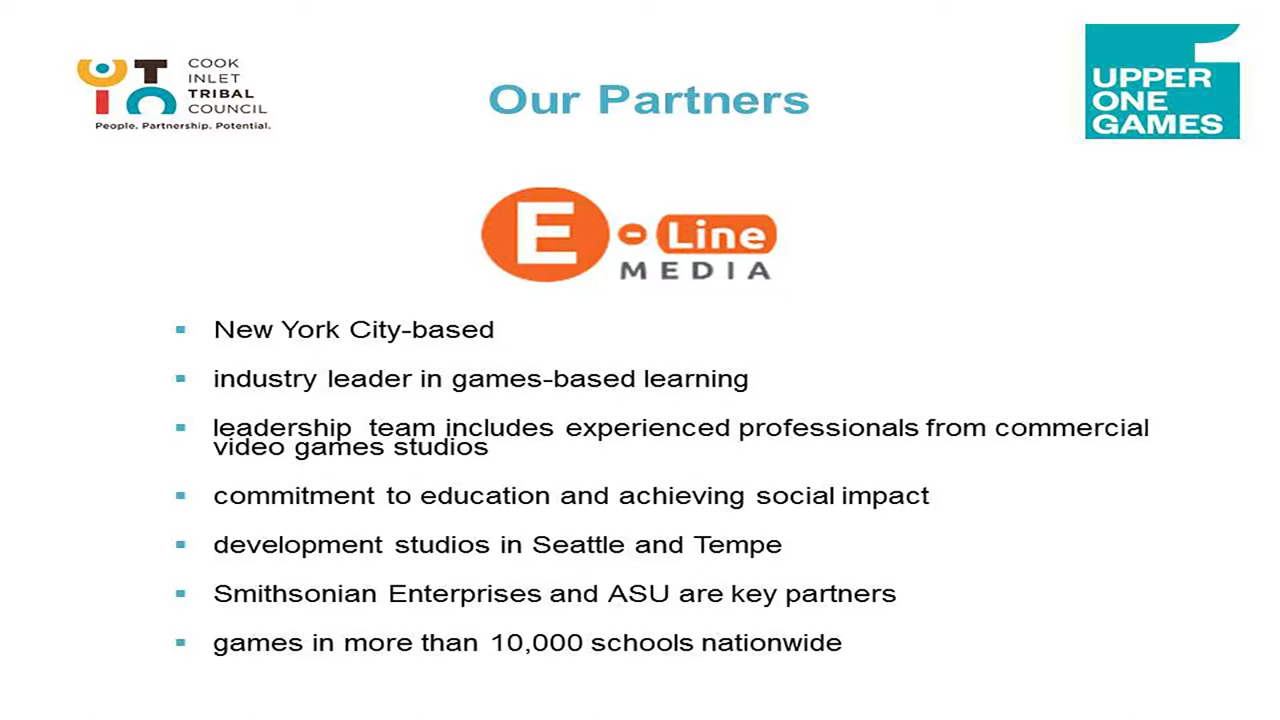 COOK
INLET
TRIBAL
COUNCIL
People. Partnership. Potential.
Our Partners
UPPER
ONE
GAMES
E-Line
MEDIA
New York City-based
industry leader in games-based learning
leadership team includes experienced professionals from commercial
video games studios
commitment to education and achieving social impact
development studios in Seattle and Tempe
Smithsonian Enterprises and ASU are key partners
games in more than 10,000 schools nationwide